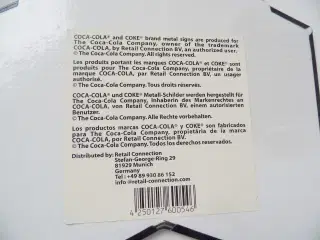 COCA-COLA® and COKE® brand metal signs are produced for
The Coca-Cola Company, owner of the trademark
COCA-COLA, by Retail Connection BV, an authorized user.
© The Coca-Cola Company. All rights reserved.
Les produits portant les marques COCA-COLA® et COKE® sont
produits pour The Coca-Cola Company, propriétaire de la
marque COCA-COLA, par Retail Connection BV, un usager
authorisé.
© The Coca-Cola Company. Tous droits réservés.
COCA-COLA® und COKE® Metall-Schilder werden hergestellt für
The Coca-Cola Company, Inhaberin des Markenrechtes an
COCA-COLA, von Retail Connection BV, einem autorisierten
Benutzer.
© The Coca-Cola Company. Alle Rechte vorbehalten.
Los productos marcas COCA-COLA® y COKE® son fabricados
para The Coca-Cola Company, propietaria de la marca
COCA-COLA, por Retail Connection BV.
© The Coca-Cola Company. Todos los derechos reservados.
Distributed by: Retail Connection
Stefan-George-Ring 29
81929 Munich
Germany
Tel: +49 89 930 86 152
info@retail-connection.com
4 250127 600546